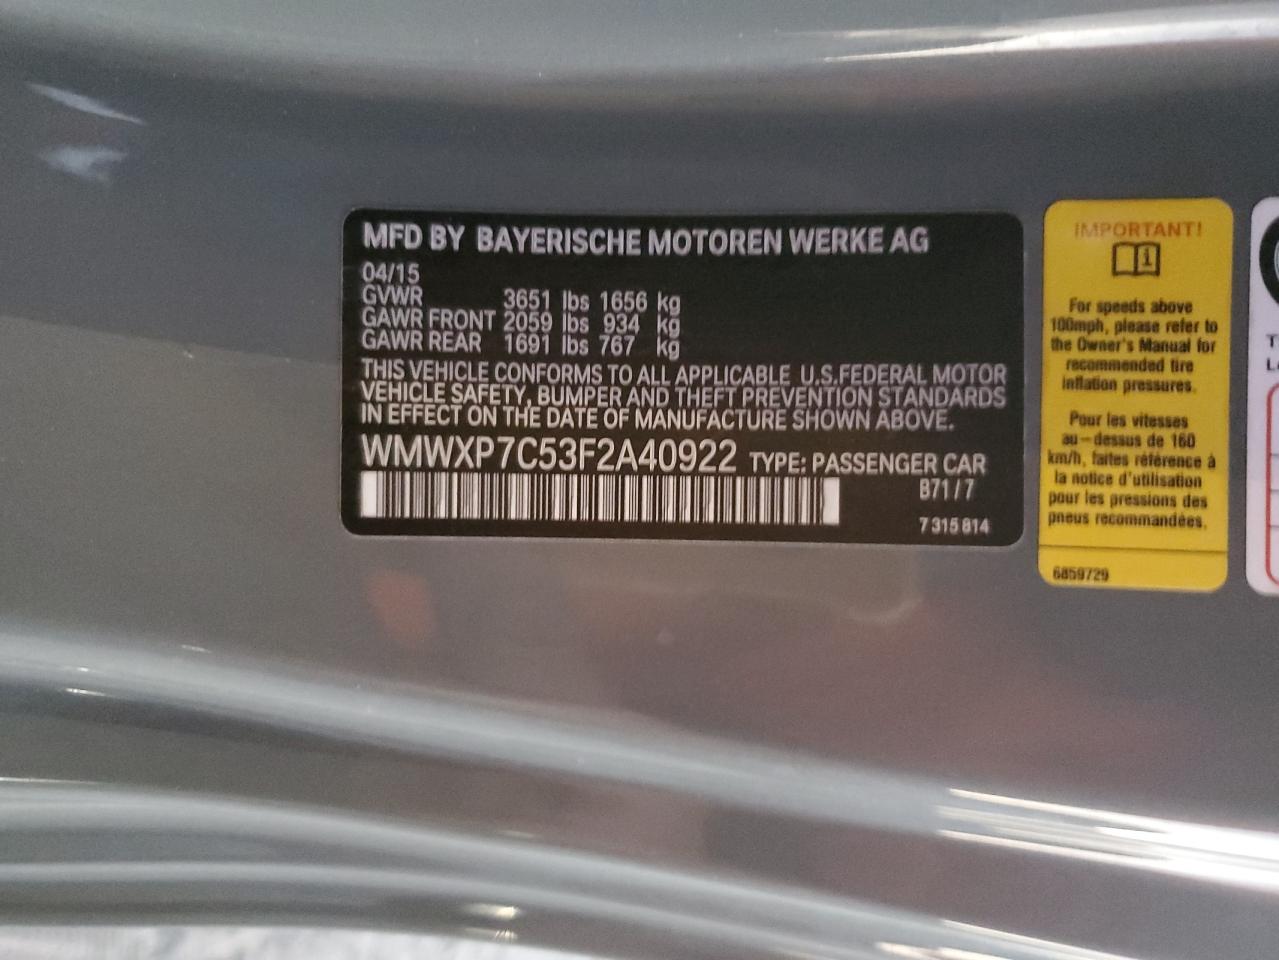 MFD BY BAYERISCHE MOTOREN WERKE AG
04/15
GVWR 3651 lbs 1656 kg
GAWR FRONT 2059 lbs 934 kg
GAWR REAR 1691 lbs 767 kg
THIS VEHICLE CONFORMS TO ALL APPLICABLE U.S.FEDERAL MOTOR
VEHICLE SAFETY, BUMPER AND THEFT PREVENTION STANDARDS
IN EFFECT ON THE DATE OF MANUFACTURE SHOWN ABOVE.
WMWXP7C53F2A40922 TYPE: PASSENGER CAR
B71/7
7315814
IMPORTANT!
i
For speeds above
100mph, please refer to
the Owner's Manual for
recommended tire
inflation pressures.
Pour les vitesses
au-dessus de 160
km/h, faites référence à
la notice d'utilisation
pour les pressions des
pneus recommandées.
6859729